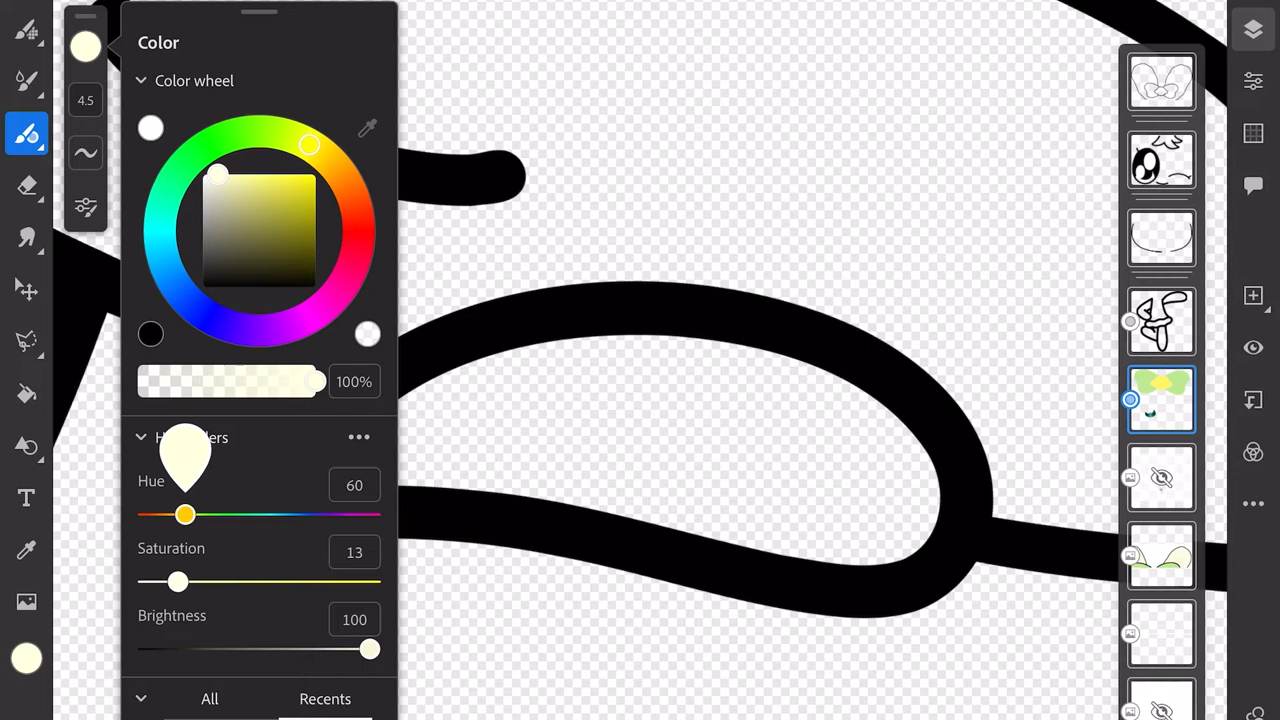 Color
Color wheel
4.5
100%
Hue
60
Saturation
13
Brightness
100
All
Recents
T